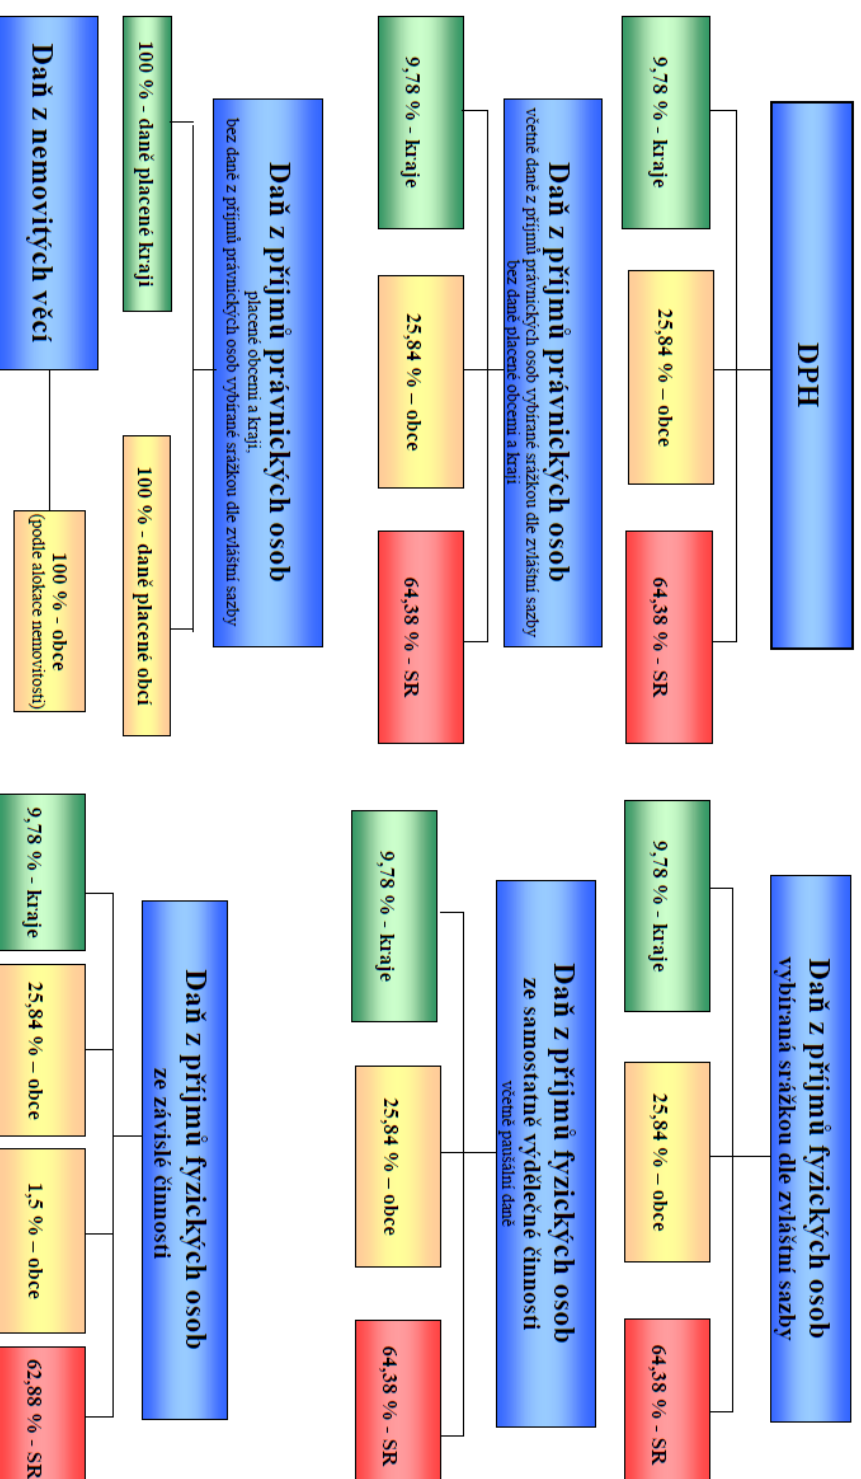 DPH
9,78 % - kraje
25,84 % – obce
64,38 % - SR
Daň z příjmů fyzických osob
vybíraná srážkou dle zvláštní sazby
9,78 % - kraje
25,84 % – obce
64,38 % - SR
Daň z příjmů právnických osob
včetně daně z příjmů právnických osob vybírané srážkou dle zvláštní sazby
bez daně placené obcemi a kraji
9,78 % - kraje
25,84 % – obce
64,38 % - SR
Daň z příjmů fyzických osob
ze samostatně výdělečné činnosti
včetně paušální daně
9,78 % - kraje
25,84 % – obce
64,38 % - SR
Daň z příjmů právnických osob
placené obcemi a kraji,
bez daně z příjmů právnických osob vybírané srážkou dle zvláštní sazby
100 % - daně placené kraji
100 % - daně placené obcí
Daň z příjmů fyzických osob
ze závislé činnosti
9,78 % - kraje
25,84 % – obce
1,5 % – obce
62,88 % - SR
Daň z nemovitých věcí
100 % - obce
(podle alokace nemovitosti)